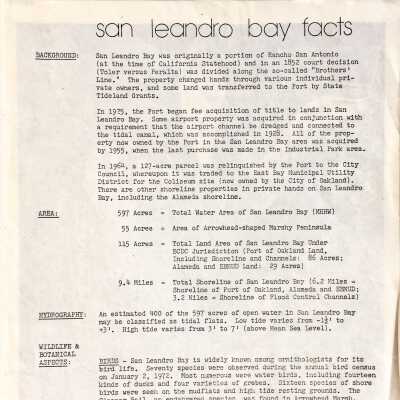 san leandro bay facts
BACKGROUND: San Leandro Bay was originally a portion of Rancho San Antonio
(at the time of California Statehood) and in an 1852 court decision
(Toler versus Peralta) was divided along the so-called "Brothers'
Line." The property changed hands through various individual pri-
vate owners, and some land was transferred to the Port by State
Tideland Grants.
In 1975, the Port began fee acquisition of title to lands in San
Leandro Bay. Some airport property was acquired in conjunction with
a requirement that the airport channel be dredged and connected to
the tidal canal, which was accomplished in 1928. All of the prop-
erty now owned by the Port in the San Leandro Bay area was acquired
by 1955, when the last purchase was made in the Industrial Park area.
In 1964, a 127-acre parcel was relinquished by the Port to the City
Council, whereupon it was traded to the East Bay Municipal Utility
District for the Coliseum site (now owned by the City of Oakland).
There are other shoreline properties in private hands on San Leandro
Bay, including the Alameda shoreline.
AREA: 597 Acres - Total Water Area of San Leandro Bay (MHHW)
55 Acres - Area of Arrowhead-shaped Marshy Peninsula
115 Acres - Total Land Area of San Leandro Bay Under
BCDC Jurisdiction (Port of Oakland Land,
Including Shoreline and Channels: 86 Acres;
Alameda and EBMUD Land: 29 Acres)
9.4 Miles - Total Shoreline of San Leandro Bay (6.2 Miles -
Shoreline of Port of Oakland, Alameda and EBMUD;
3.2 Miles - Shoreline of Flood Control Channels)
HYDROGRAPHY: An estimated 400 of the 597 acres of open water in San Leandro Bay
may be classified as tidal flats. Low tide varies from -1½' to
+3'. High tide varies from 3' to 7' (above Mean Sea level).
WILDLIFE &
BOTANICAL
ASPECTS: BIRDS - San Leandro Bay is widely known among ornithologists for its
bird life. Seventy species were observed during the annual bird census
on January 2, 1972. Most numerous were water birds, including fourteen
kinds of ducks and four varieties of grebes. Sixteen species of shore
birds were seen on the mudflats and high tide resting grounds. The
an endangered species, was found in Arrowhead Marsh.